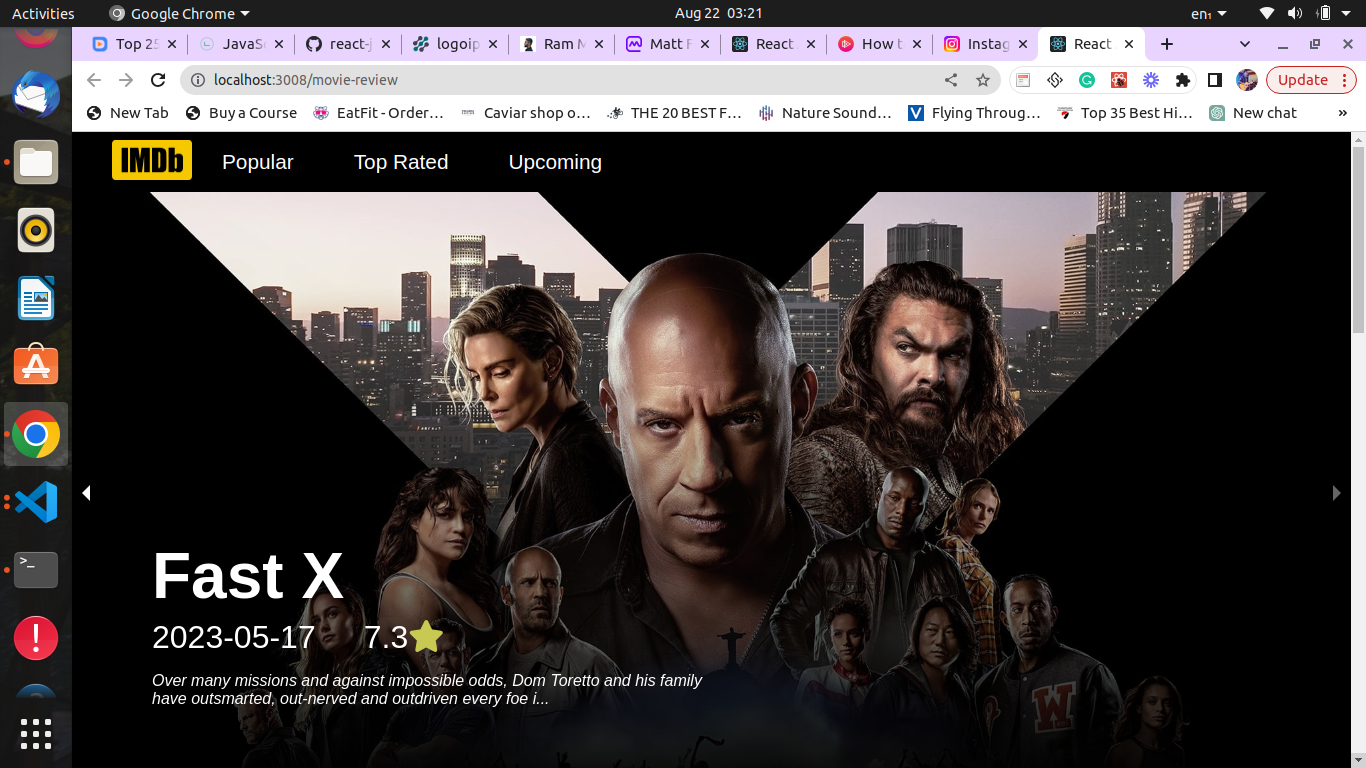 Activities Google Chrome Aug 22 03:21 en₁
Top 25 JavaSc react-j logoip Ram M Matt F React How t Instag React
localhost:3008/movie-review Update
New Tab Buy a Course EatFit - Order… Caviar shop o… THE 20 BEST F… Nature Sound… Flying Throug… Top 35 Best Hi… New chat »
IMDb Popular Top Rated Upcoming
Fast X
2023-05-17 7.3
Over many missions and against impossible odds, Dom Toretto and his family
have outsmarted, out-nerved and outdriven every foe i...
W